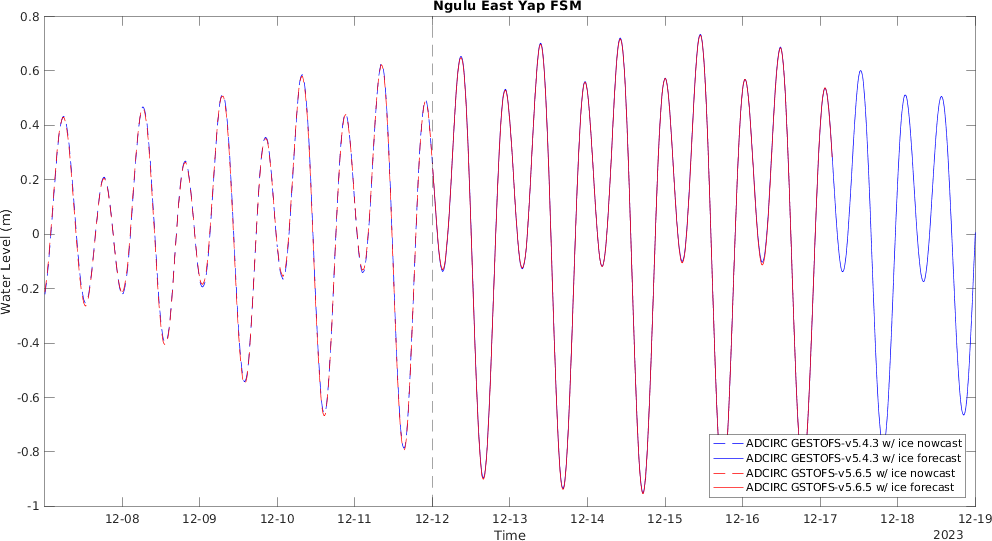 Ngulu East Yap FSM
0.8
0.6
0.4
0.2
0
-0.2
-0.4
-0.6
-0.8
-1
Water Level (m)
ADCIRC GESTOFS-v5.4.3 w/ ice nowcast
ADCIRC GESTOFS-v5.4.3 w/ ice forecast
ADCIRC GSTOFS-v5.6.5 w/ ice nowcast
ADCIRC GSTOFS-v5.6.5 w/ ice forecast
12-08 12-09 12-10 12-11 12-12 12-13 12-14 12-15 12-16 12-17 12-18 12-19
Time
2023